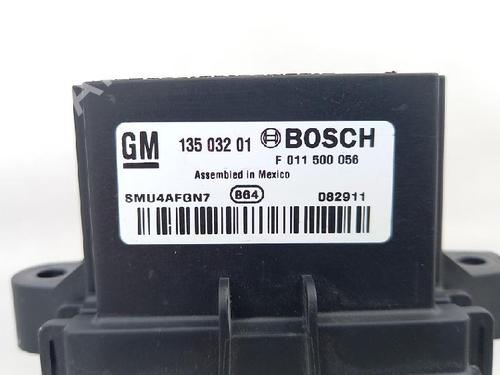 GM 135 032 01 BOSCH
F 011 500 056
Assembled in Mexico
SMU4AFGN7 864 082911